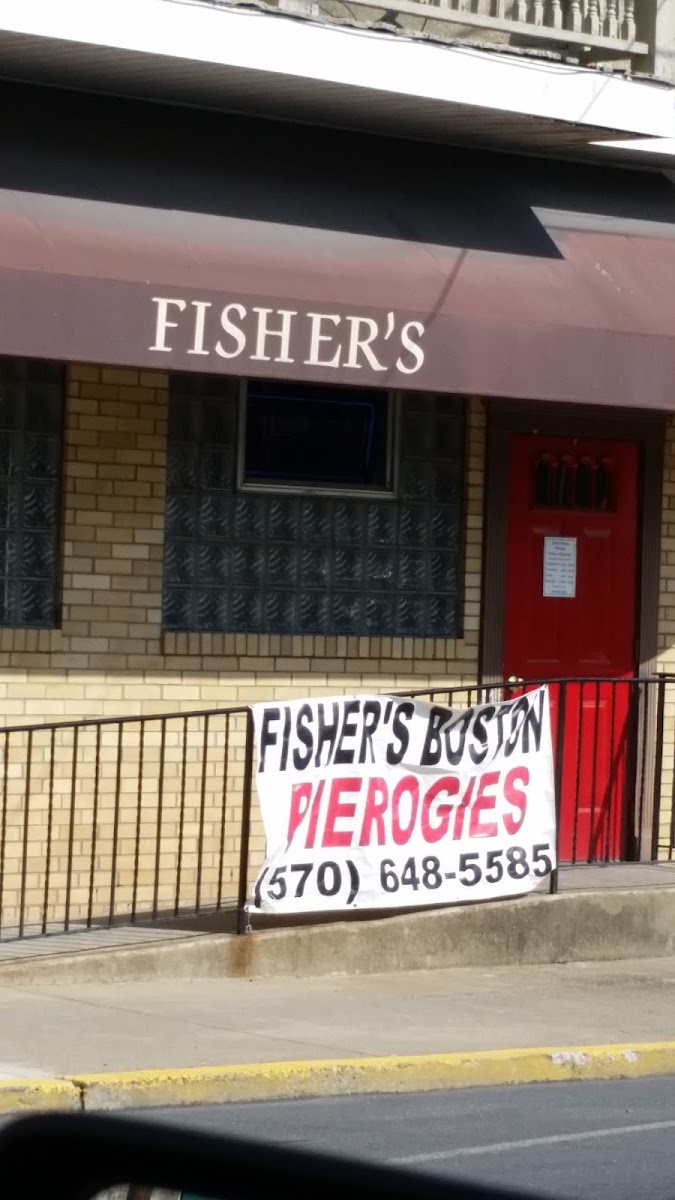 FISHER'S
FISHER'S BOSTON
PIEROGIES
(570) 648-5585